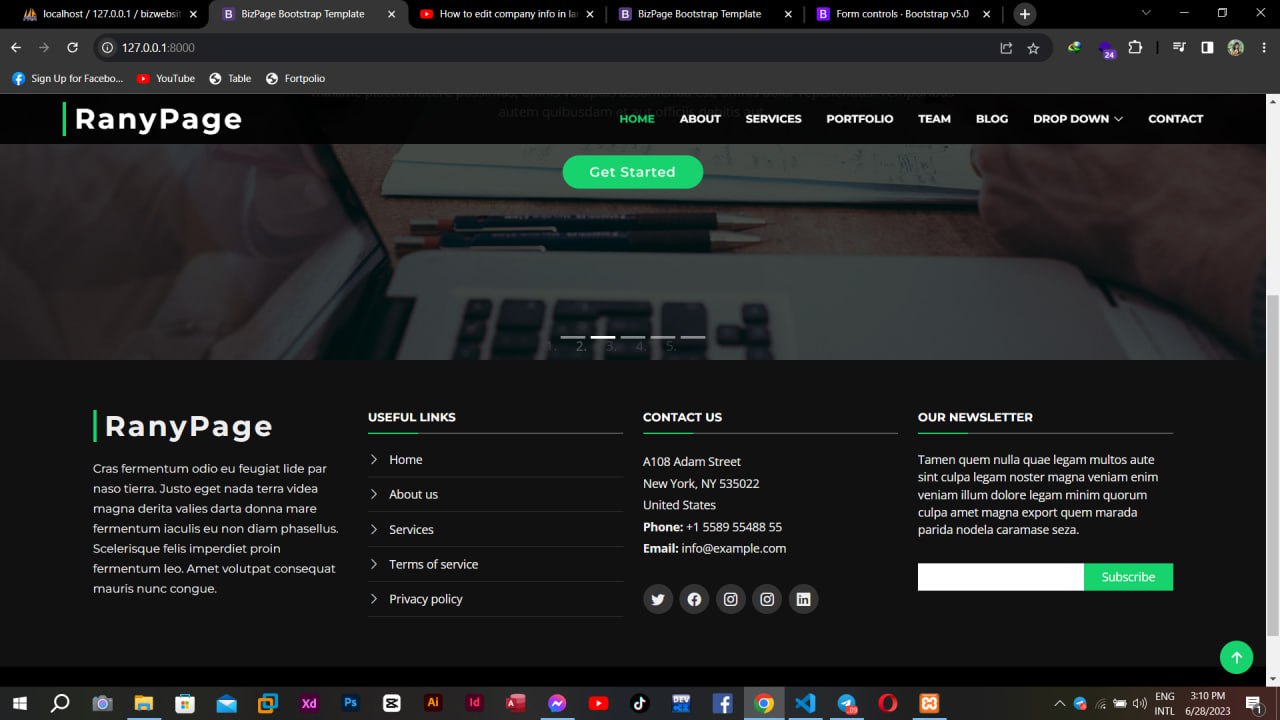 localhost / 127.0.0.1 / bizwebsit
BizPage Bootstrap Template
How to edit company info in la
BizPage Bootstrap Template
Form controls · Bootstrap v5.0
127.0.0.1:8000
24
Sign Up for Facebo...
YouTube
Table
Fortpolio
autem quibusdam et aut officiis debitis aut
RanyPage
HOME
ABOUT
SERVICES
PORTFOLIO
TEAM
BLOG
DROP DOWN
CONTACT
Get Started
1. 2. 3. 4. 5.
RanyPage
Cras fermentum odio eu feugiat lide par
naso tierra. Justo eget nada terra videa
magna derita valies darta donna mare
fermentum iaculis eu non diam phasellus.
Scelerisque felis imperdiet proin
fermentum leo. Amet volutpat consequat
mauris nunc congue.
USEFUL LINKS
Home
About us
Services
Terms of service
Privacy policy
CONTACT US
A108 Adam Street
New York, NY 535022
United States
Phone: +1 5589 55488 55
Email: info@example.com
OUR NEWSLETTER
Tamen quem nulla quae legam multos aute
sint culpa legam noster magna veniam enim
veniam illum dolore legam minim quorum
culpa amet magna export quem marada
parida nodela caramase seza.
Subscribe
Xd
Ps
Ai
Id
DEV
ENG
INTL
3:10 PM
6/28/2023
1